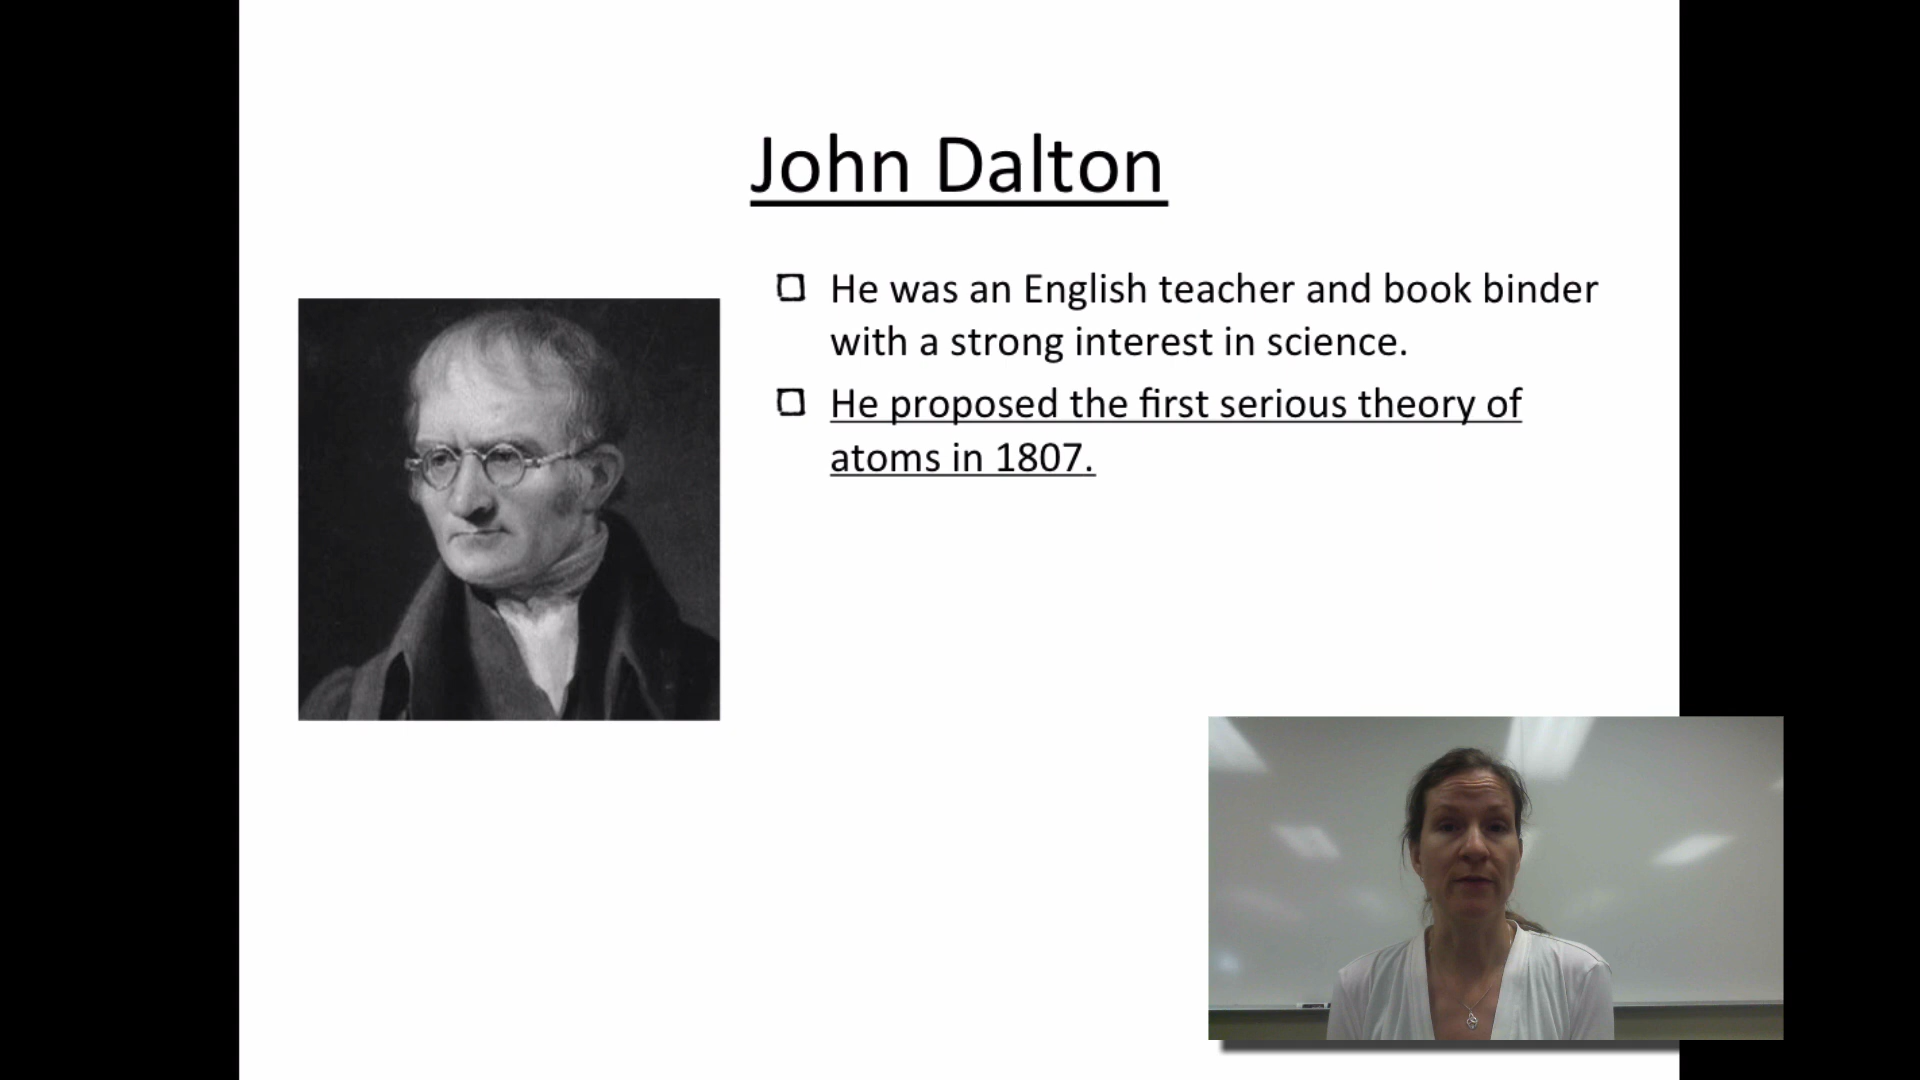 John Dalton
He was an English teacher and book binder
with a strong interest in science.
He proposed the first serious theory of
atoms in 1807.